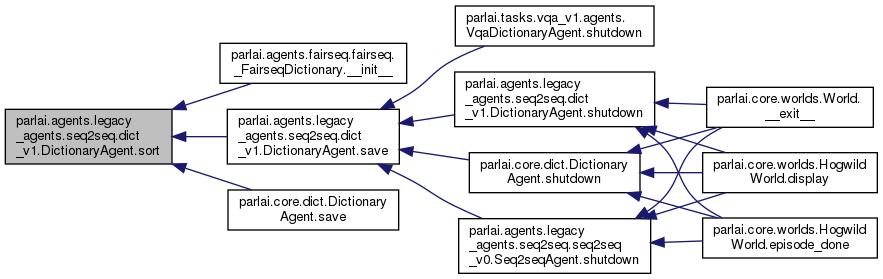 parlai.agents.legacy
_agents.seq2seq.dict
_v1.DictionaryAgent.sort
parlai.agents.fairseq.fairseq.
_FairseqDictionary.__init__
parlai.agents.legacy
_agents.seq2seq.dict
_v1.DictionaryAgent.save
parlai.core.dict.Dictionary
Agent.save
parlai.tasks.vqa_v1.agents.
VqaDictionaryAgent.shutdown
parlai.agents.legacy
_agents.seq2seq.dict
_v1.DictionaryAgent.shutdown
parlai.core.dict.Dictionary
Agent.shutdown
parlai.agents.legacy
_agents.seq2seq.seq2seq
_v0.Seq2seqAgent.shutdown
parlai.core.worlds.World.
__exit__
parlai.core.worlds.Hogwild
World.display
parlai.core.worlds.Hogwild
World.episode_done